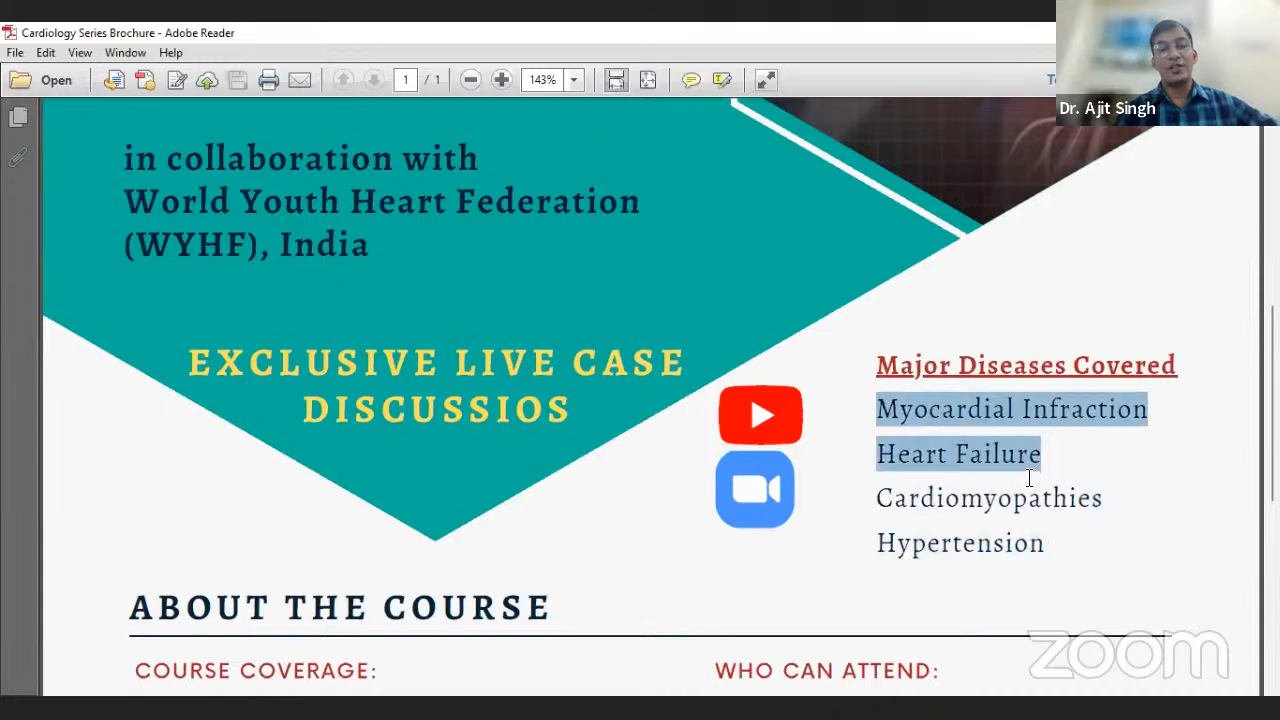 Cardiology Series Brochure - Adobe Reader
File Edit View Window Help
Open 1 / 1 143%
Dr. Ajit Singh
in collaboration with
World Youth Heart Federation
(WYHF), India
EXCLUSIVE LIVE CASE
DISCUSSIOS
Major Diseases Covered
Myocardial Infraction
Heart Failure
Cardiomyopathies
Hypertension
ABOUT THE COURSE
COURSE COVERAGE:
WHO CAN ATTEND:
zoom